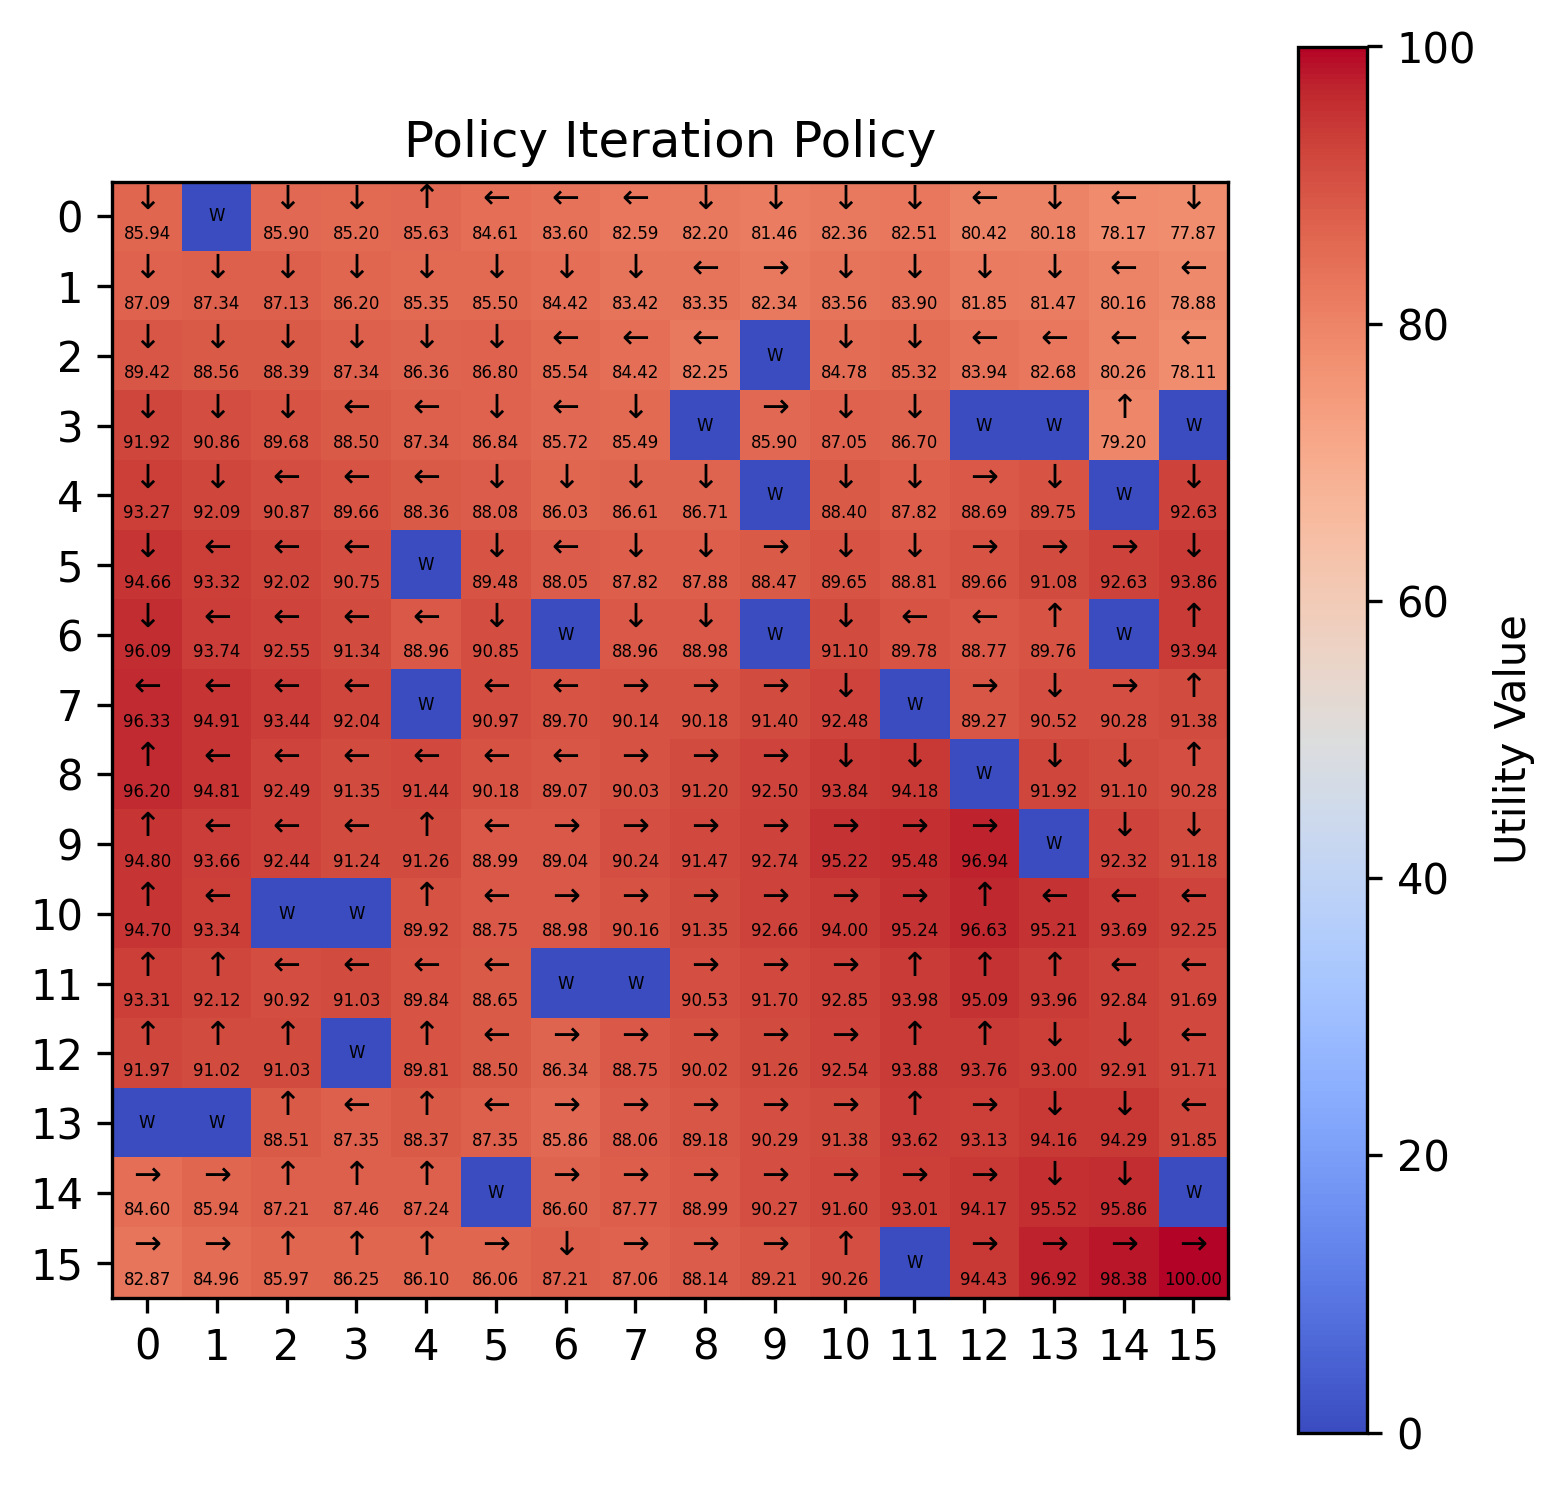 Policy Iteration Policy
0 ↓ W ↓ ↓ ↑ ← ← ← ↓ ↓ ↓ ↓ ← ↓ ← ↓
85.94 85.90 85.20 85.63 84.61 83.60 82.59 82.20 81.46 82.36 82.51 80.42 80.18 78.17 77.87
1 ↓ ↓ ↓ ↓ ↓ ↓ ↓ ↓ ← → ↓ ↓ ↓ ↓ ← ←
87.09 87.34 87.13 86.20 85.35 85.50 84.42 83.42 83.35 82.34 83.56 83.90 81.85 81.47 80.16 78.88
2 ↓ ↓ ↓ ↓ ↓ ↓ ← ← ← W ↓ ↓ ← ← ← ←
89.42 88.56 88.39 87.34 86.36 86.80 85.54 84.42 82.25 84.78 85.32 83.94 82.68 80.26 78.11
3 ↓ ↓ ↓ ← ← ↓ ← ↓ W → ↓ ↓ W W ↑ W
91.92 90.86 89.68 88.50 87.34 86.84 85.72 85.49 85.90 87.05 86.70 79.20
4 ↓ ↓ ← ← ← ↓ ↓ ↓ ↓ W ↓ ↓ → ↓ W ↓
93.27 92.09 90.87 89.66 88.36 88.08 86.03 86.61 86.71 88.40 87.82 88.69 89.75 92.63
5 ↓ ← ← ← W ↓ ← ↓ ↓ → ↓ ↓ → → → ↓
94.66 93.32 92.02 90.75 89.48 88.05 87.82 87.88 88.47 89.65 88.81 89.66 91.08 92.63 93.86
6 ↓ ← ← ← ← ↓ W ↓ ↓ W ↓ ← ← ↑ W ↑
96.09 93.74 92.55 91.34 88.96 90.85 88.96 88.98 91.10 89.78 88.77 89.76 93.94
7 ← ← ← ← W ← ← → → → ↓ W → ↓ → ↑
96.33 94.91 93.44 92.04 90.97 89.70 90.14 90.18 91.40 92.48 89.27 90.52 90.28 91.38
8 ↑ ← ← ← ← ← ← → → → ↓ ↓ W ↓ ↓ ↑
96.20 94.81 92.49 91.35 91.44 90.18 89.07 90.03 91.20 92.50 93.84 94.18 91.92 91.10 90.28
9 ↑ ← ← ← ↑ ← → → → → → → → W ↓ ↓
94.80 93.66 92.44 91.24 91.26 88.99 89.04 90.24 91.47 92.74 95.22 95.48 96.94 92.32 91.18
10 ↑ ← W W ↑ ← → → → → → → ↑ ← ← ←
94.70 93.34 89.92 88.75 88.98 90.16 91.35 92.66 94.00 95.24 96.63 95.21 93.69 92.25
11 ↑ ↑ ← ← ← ← W W → → → ↑ ↑ ↑ ← ←
93.31 92.12 90.92 91.03 89.84 88.65 90.53 91.70 92.85 93.98 95.09 93.96 92.84 91.69
12 ↑ ↑ ↑ W ↑ ← → → → → → ↑ ↑ ↓ ↓ ←
91.97 91.02 91.03 89.81 88.50 86.34 88.75 90.02 91.26 92.54 93.88 93.76 93.00 92.91 91.71
13 W W ↑ ← ↑ ← → → → → → ↑ → ↓ ↓ ←
88.51 87.35 88.37 87.35 85.86 88.06 89.18 90.29 91.38 93.62 93.13 94.16 94.29 91.85
14 → → ↑ ↑ ↑ W → → → → → → → ↓ ↓ W
84.60 85.94 87.21 87.46 87.24 86.60 87.77 88.99 90.27 91.60 93.01 94.17 95.52 95.86
15 → → ↑ ↑ ↑ → ↓ → → → ↑ W → → → →
82.87 84.96 85.97 86.25 86.10 86.06 87.21 87.06 88.14 89.21 90.26 94.43 96.92 98.38 100.00
0 1 2 3 4 5 6 7 8 9 10 11 12 13 14 15
100
80
60
40
20
0
Utility Value